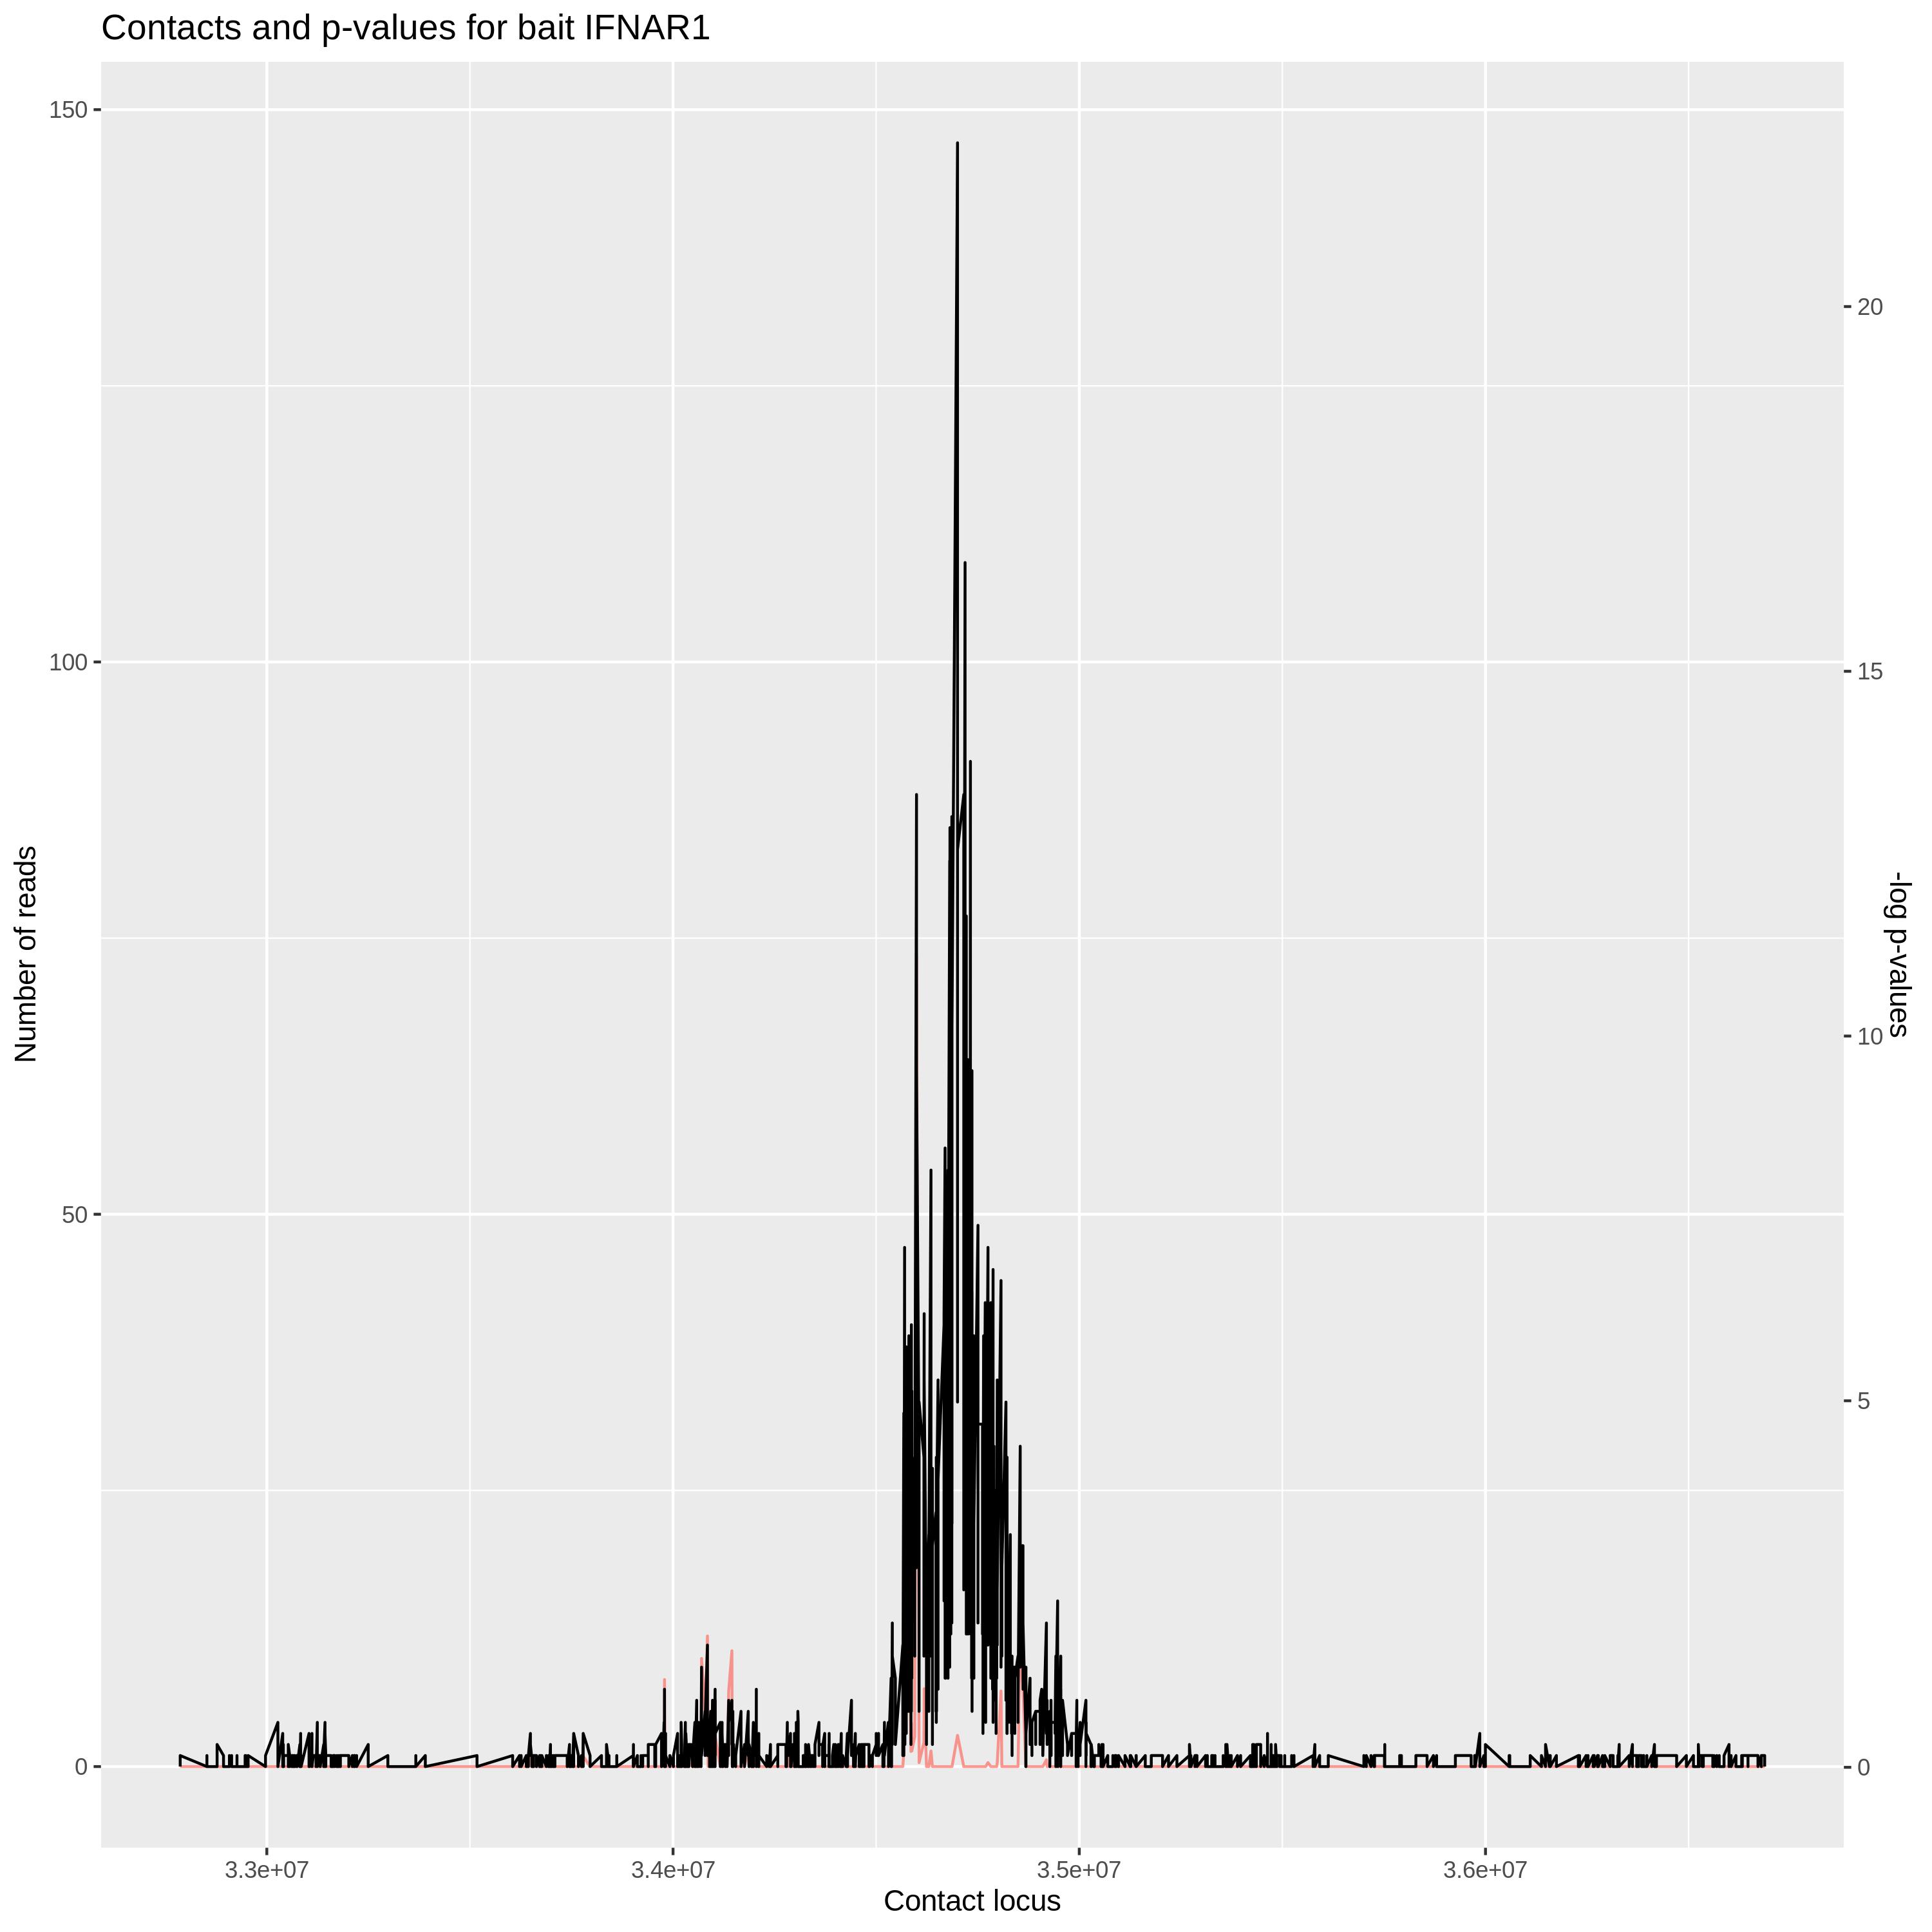 Contacts and p-values for bait IFNAR1
150
100
50
0
Number of reads
20
15
10
5
0
-log p-values
3.3e+07
3.4e+07
3.5e+07
3.6e+07
Contact locus